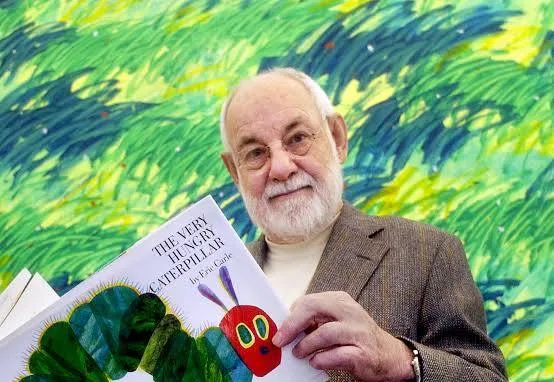 THE VERY
HUNGRY
CATERPILLAR
by Eric Carle